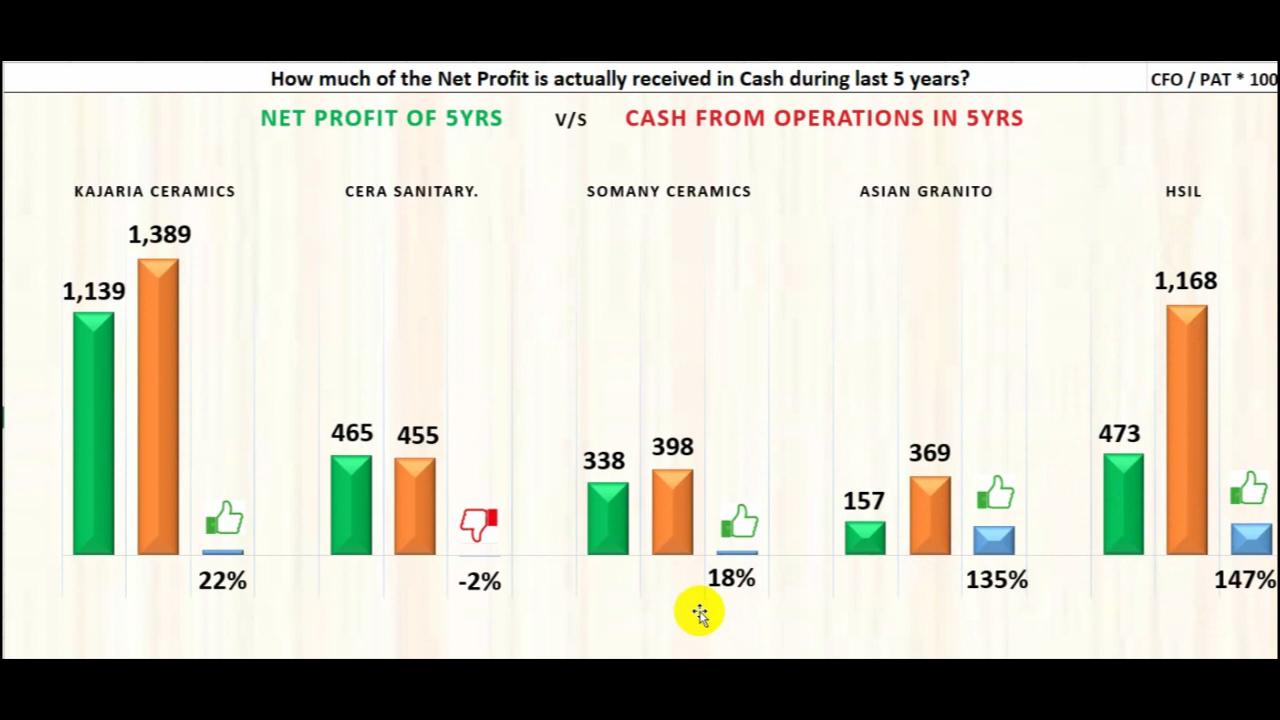 How much of the Net Profit is actually received in Cash during last 5 years? CFO / PAT * 100
NET PROFIT OF 5YRS V/S CASH FROM OPERATIONS IN 5YRS
KAJARIA CERAMICS CERA SANITARY. SOMANY CERAMICS ASIAN GRANITO HSIL
1,139 1,389 465 455 338 398 157 369 473 1,168
22% -2% 18% 135% 147%